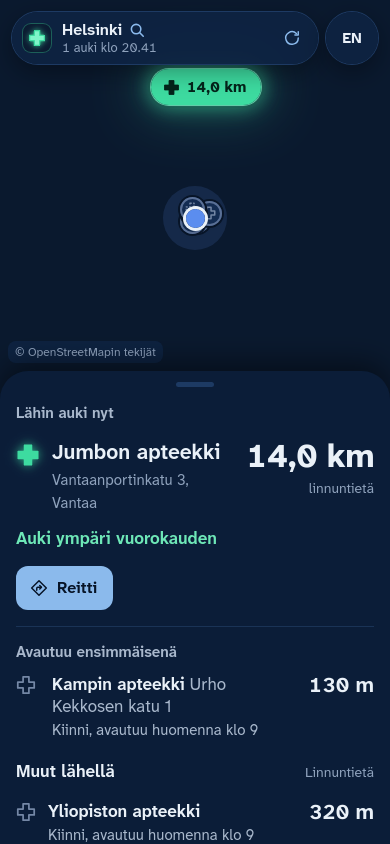 Helsinki
1 auki klo 20.41
EN
14,0 km
© OpenStreetMapin tekijät
Lähin auki nyt
Jumbon apteekki
14,0 km
Vantaanportinkatu 3,
Vantaa
linnuntietä
Auki ympäri vuorokauden
Reitti
Avautuu ensimmäisenä
Kampin apteekki Urho
Kekkosen katu 1
130 m
Kiinni, avautuu huomenna klo 9
Muut lähellä
Linnuntietä
Yliopiston apteekki
320 m
Kiinni, avautuu huomenna klo 9